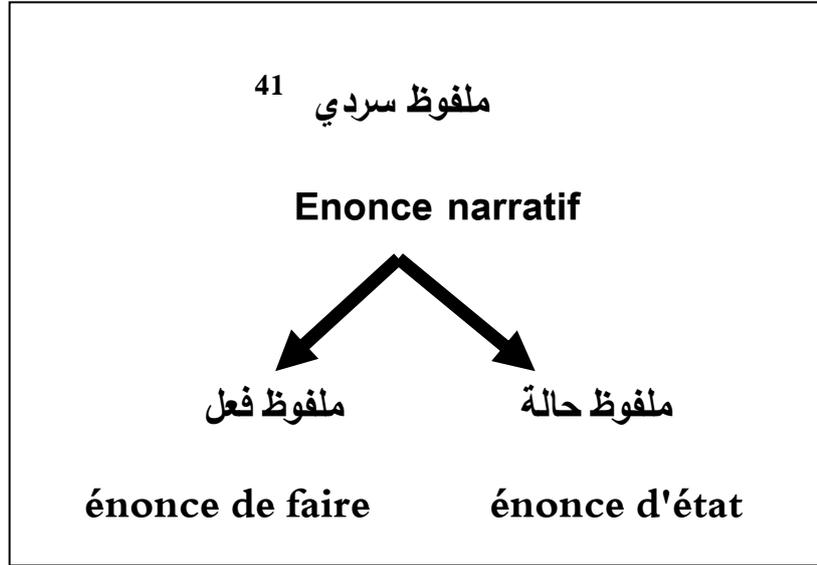 ملفوظ سردي 41
Enonce narratif
ملفوظ حالة ملفوظ فعل
énonce de faire énonce d'état